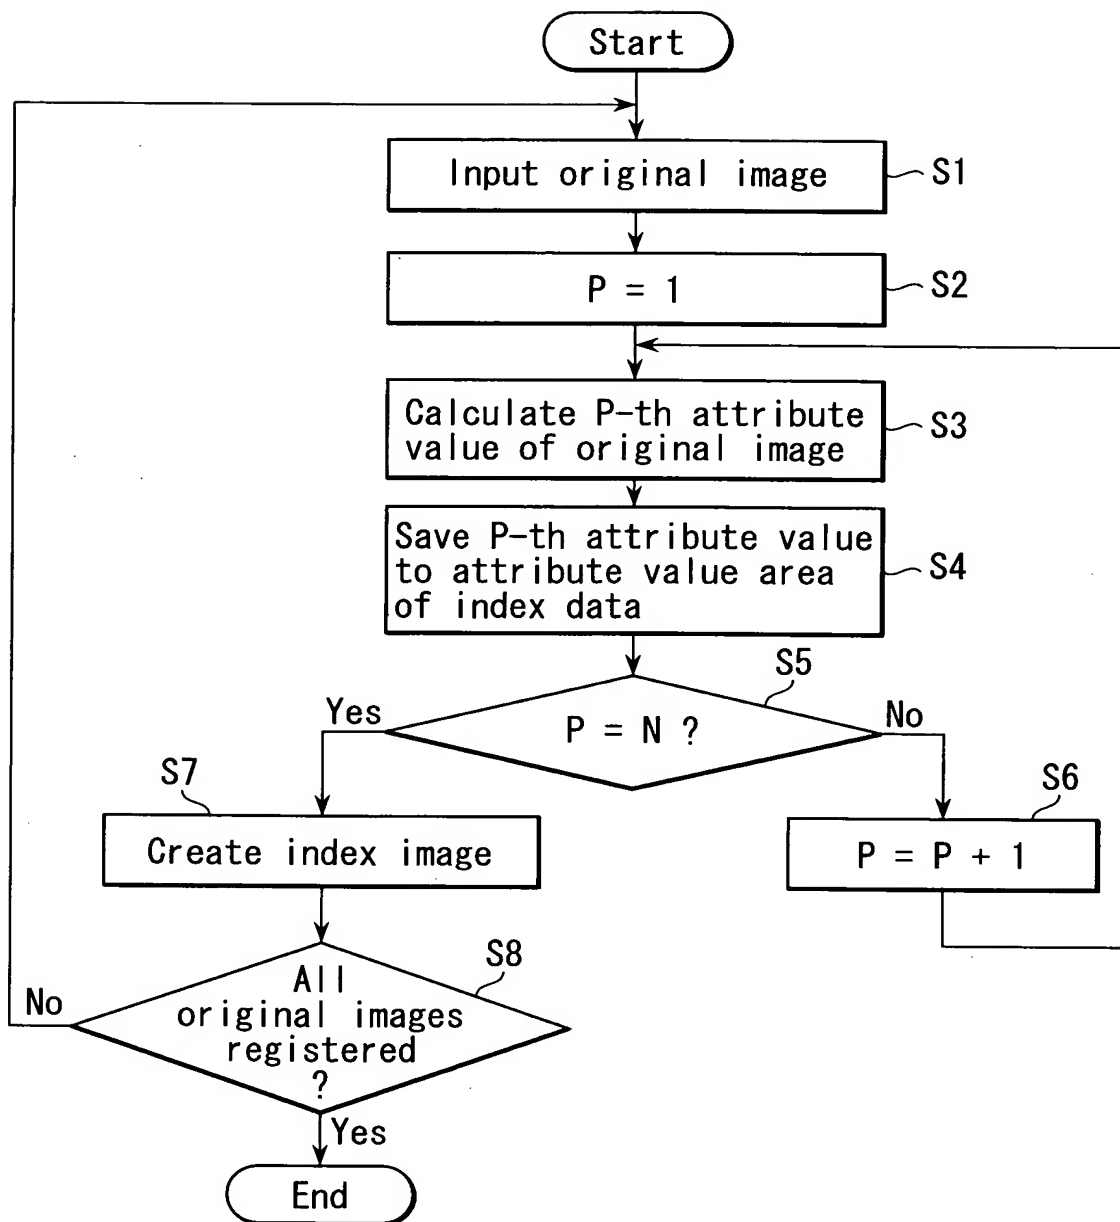 Start
Input original image
S1
P = 1
S2
Calculate P-th attribute
value of original image
S3
Save P-th attribute value
to attribute value area
of index data
S4
S5
Yes
P = N ?
No
S7
S6
Create index image
P = P + 1
S8
No
All
original images
registered
?
Yes
End